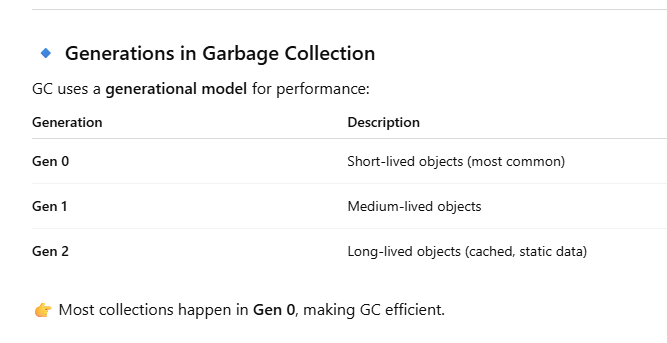 🔹 Generations in Garbage Collection
GC uses a generational model for performance:
Generation Description
Gen 0 Short-lived objects (most common)
Gen 1 Medium-lived objects
Gen 2 Long-lived objects (cached, static data)
👉 Most collections happen in Gen 0, making GC efficient.